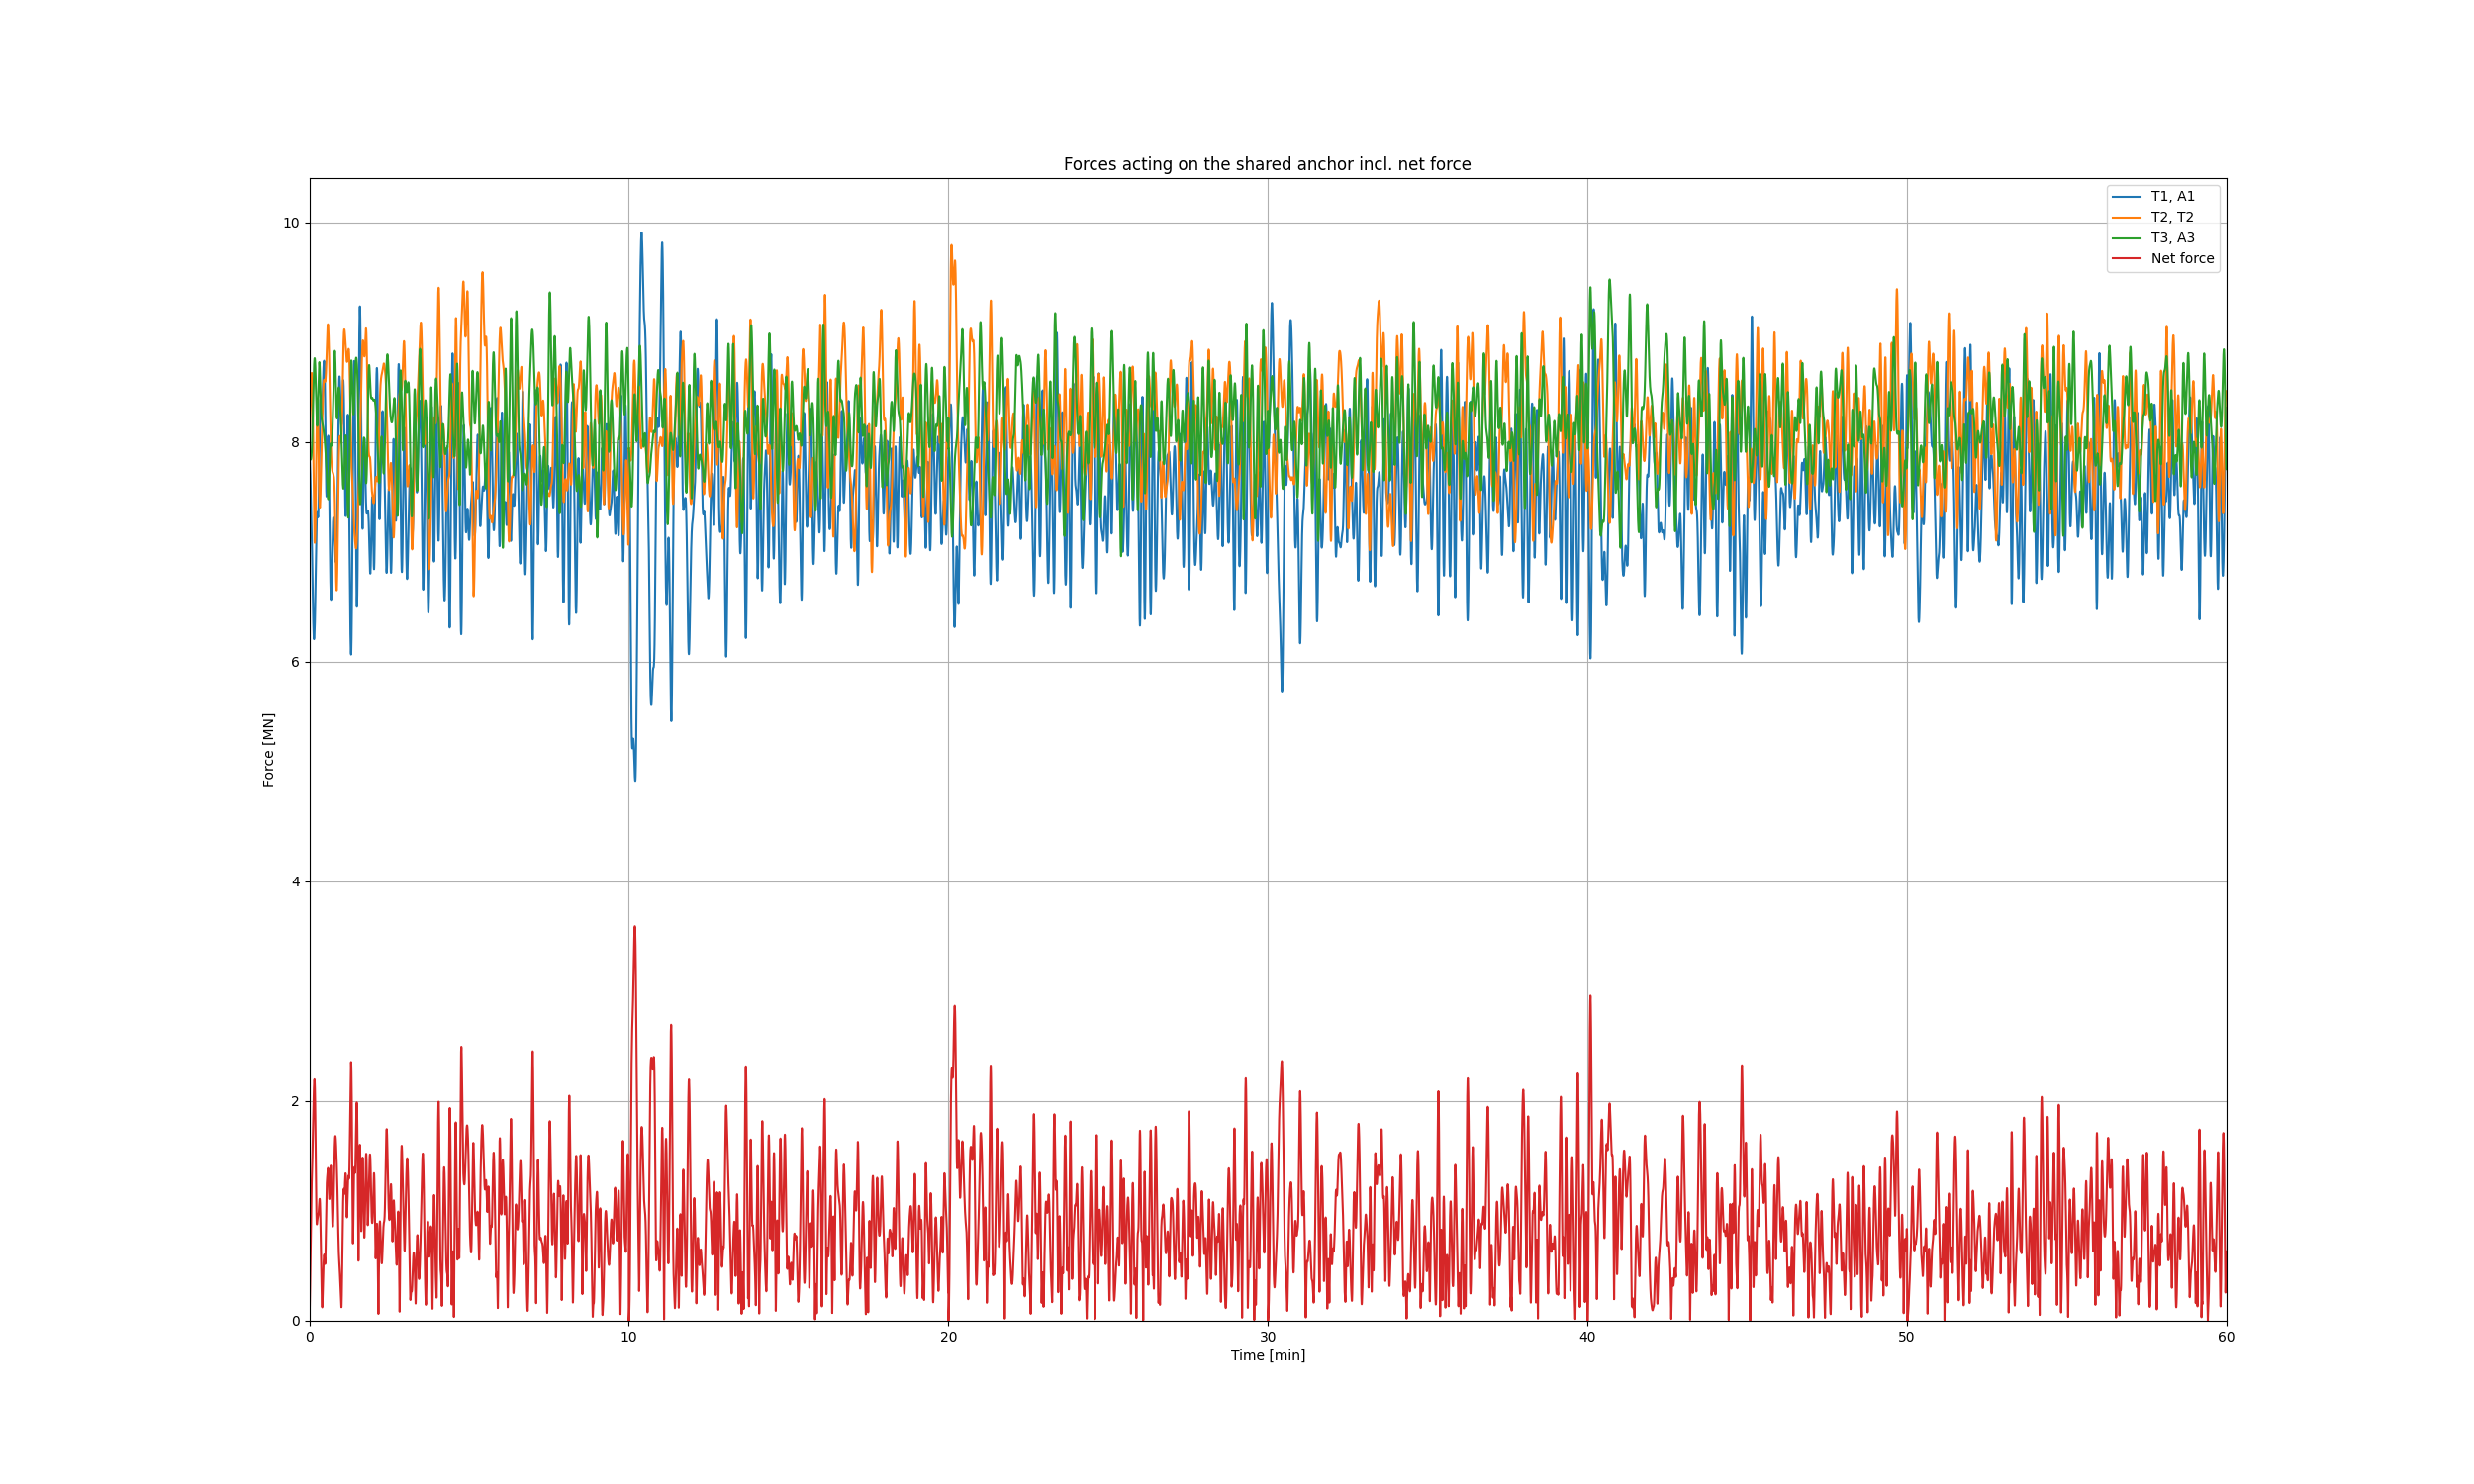 Forces acting on the shared anchor incl. net force
T1, A1
T2, T2
T3, A3
Net force
10
8
6
4
2
0
Force [MN]
0 10 20 30 40 50 60
Time [min]